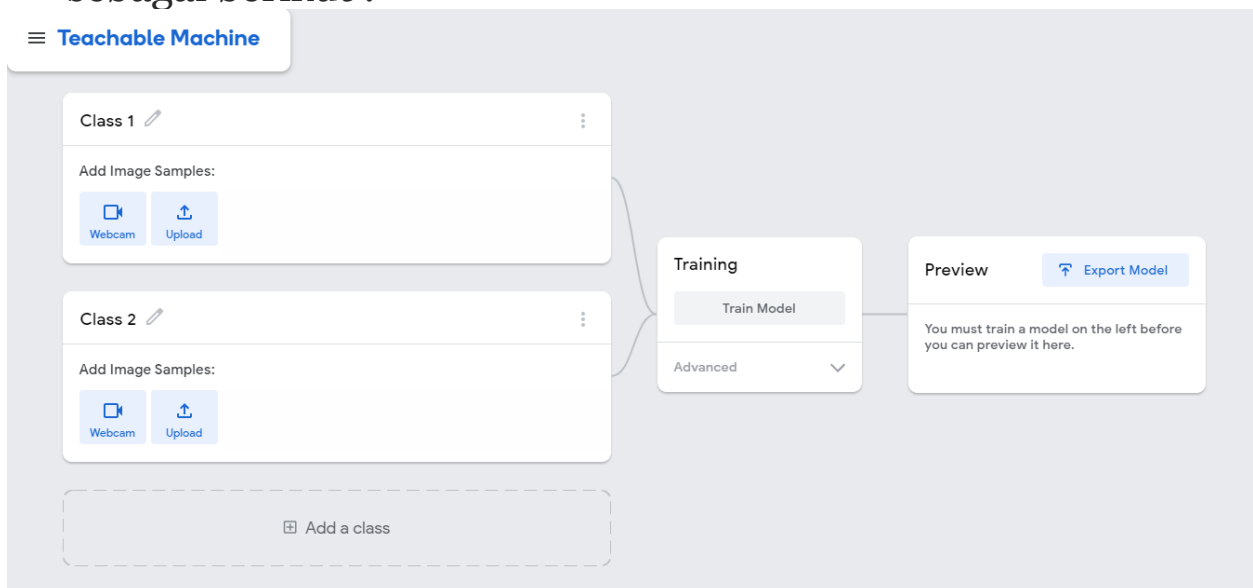 sebagai berikut :
Teachable Machine
Class 1
Add Image Samples:
Webcam
Upload
Class 2
Add Image Samples:
Webcam
Upload
Add a class
Training
Train Model
Advanced
Preview
Export Model
You must train a model on the left before
you can preview it here.